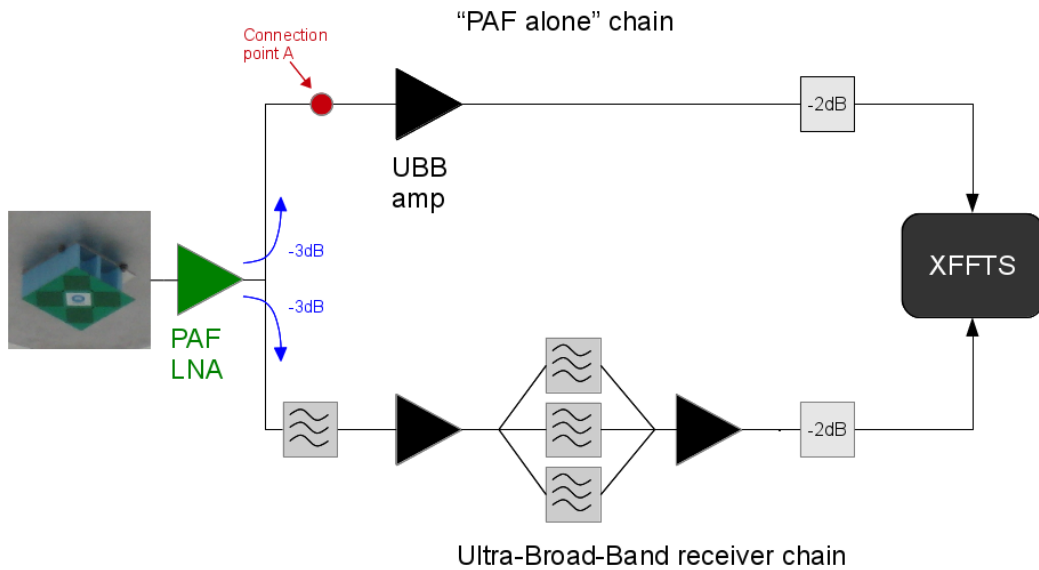 “PAF alone” chain
Connection
point A
-2dB
UBB
amp
-3dB
-3dB
XFFTS
PAF
LNA
-2dB
Ultra-Broad-Band receiver chain